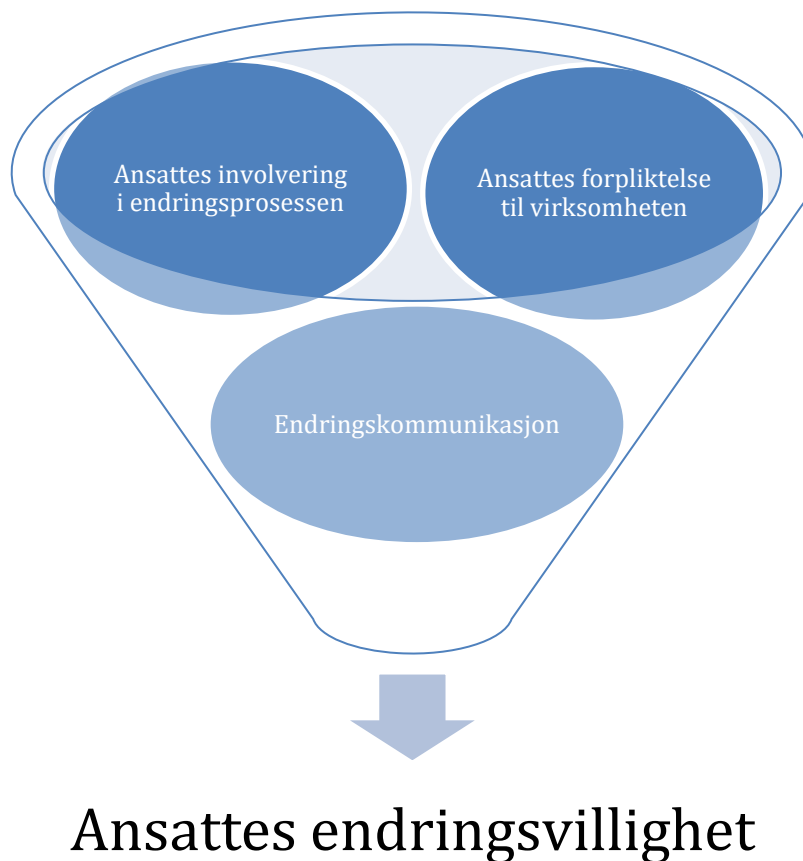 Ansattes involvering
i endringsprosessen
Ansattes forpliktelse
til virksomheten
Endringskommunikasjon
Ansattes endringsvillighet